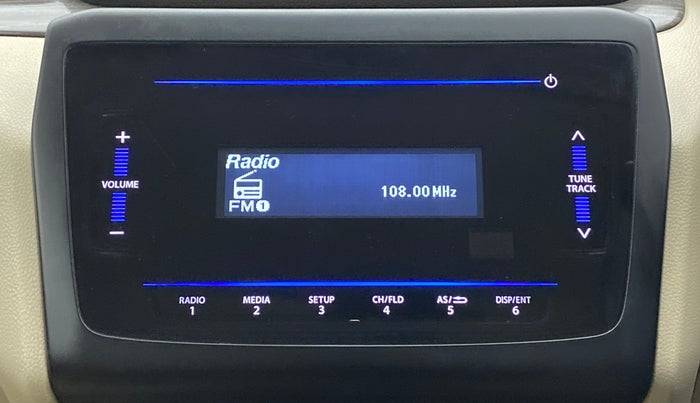 Radio
FM1
108.00 MHz
+
VOLUME
−
TUNE
TRACK
RADIO
1
MEDIA
2
SETUP
3
CH/FLD
4
AS/
5
DISP/ENT
6